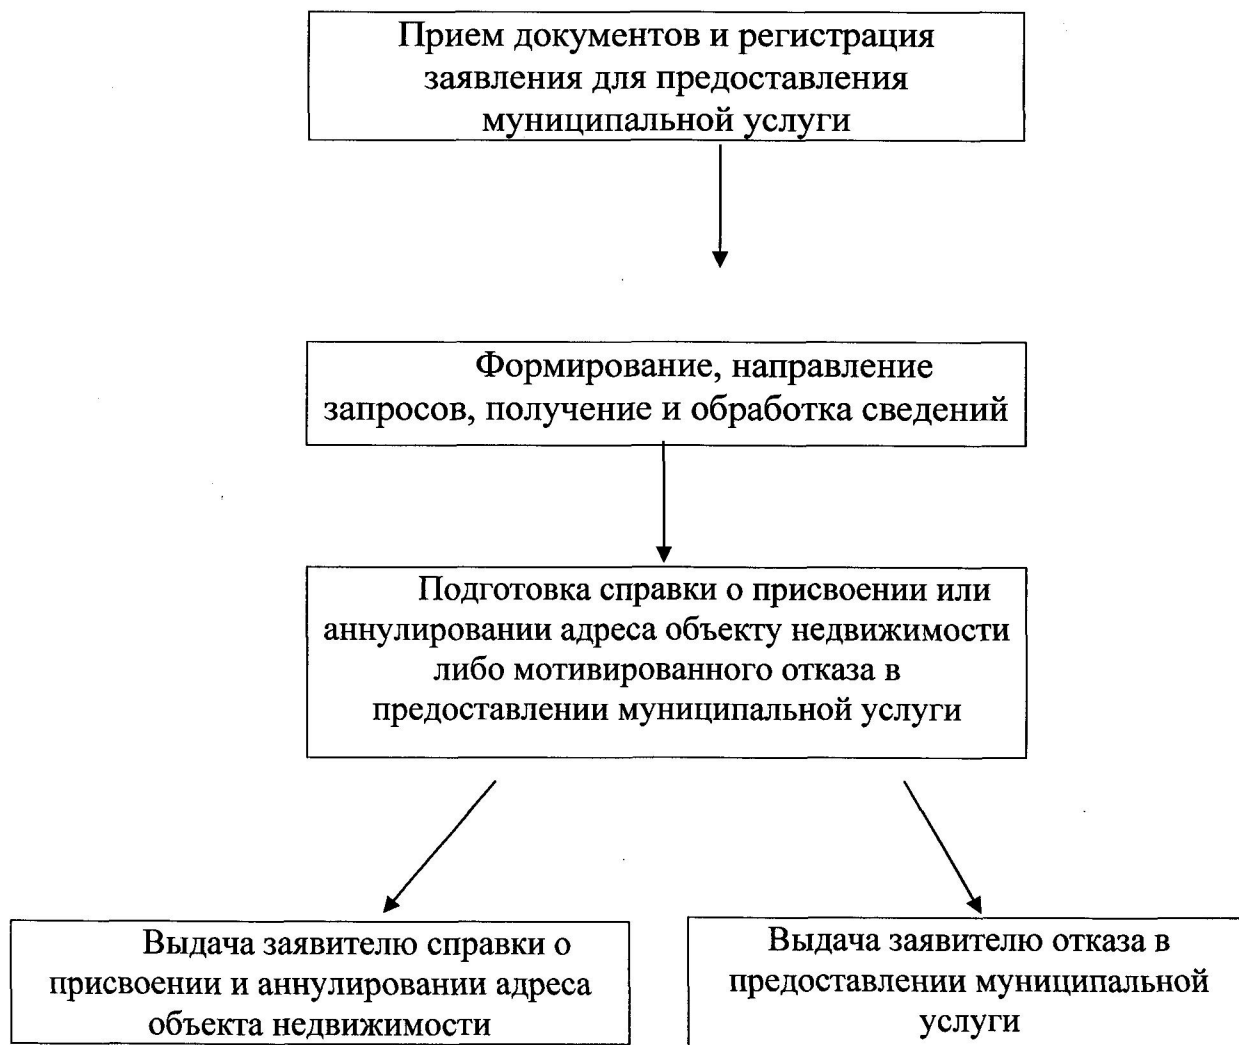 Прием документов и регистрация
заявления для предоставления
муниципальной услуги
Формирование, направление
запросов, получение и обработка сведений
Подготовка справки о присвоении или
аннулировании адреса объекту недвижимости
либо мотивированного отказа в
предоставлении муниципальной услуги
Выдача заявителю справки о
присвоении и аннулировании адреса
объекта недвижимости
Выдача заявителю отказа в
предоставлении муниципальной
услуги